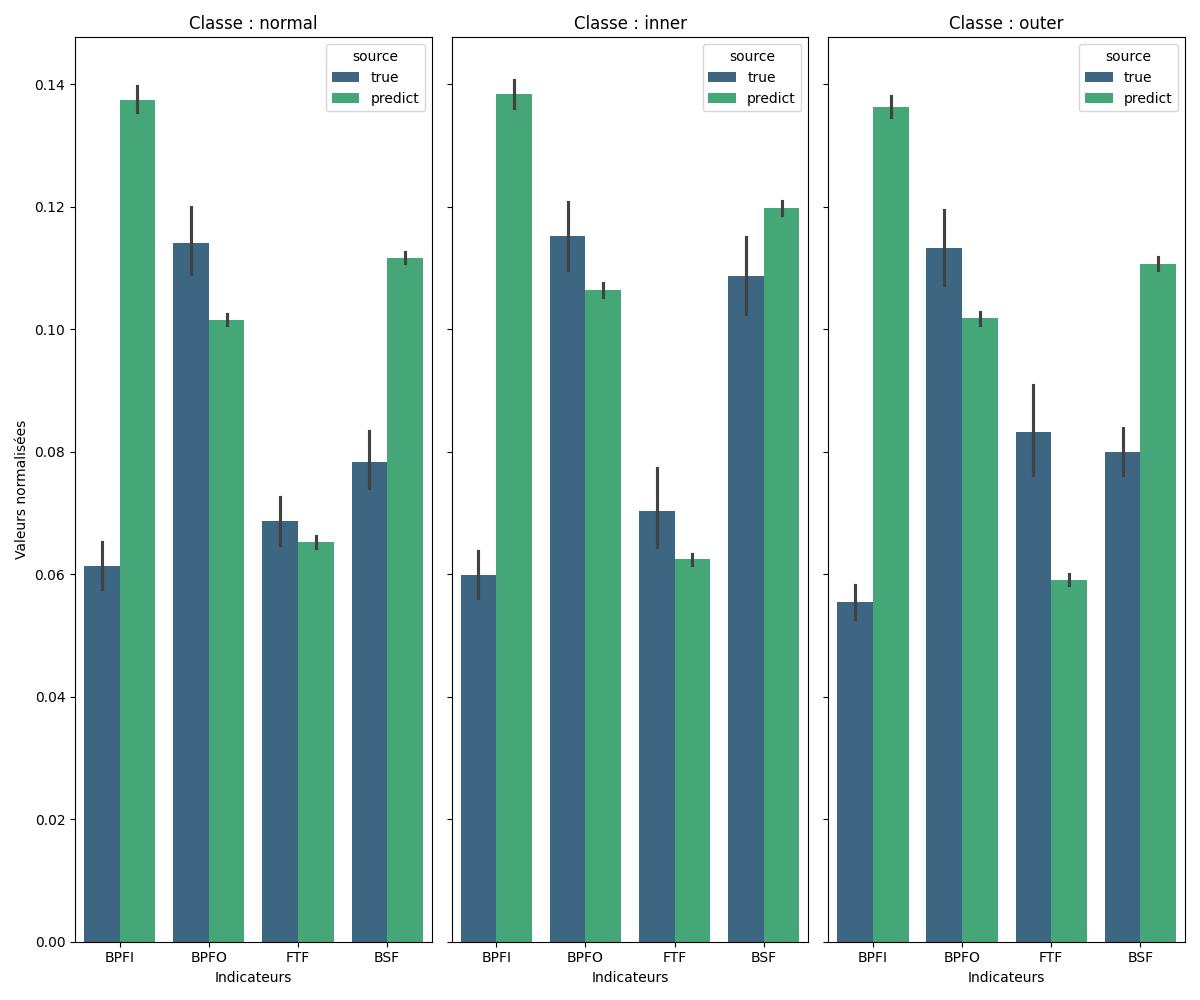 Classe : normal
Classe : inner
Classe : outer
source
true
predict
source
true
predict
source
true
predict
Valeurs normalisées
0.14
0.12
0.10
0.08
0.06
0.04
0.02
0.00
BPFI BPFO FTF BSF
BPFI BPFO FTF BSF
BPFI BPFO FTF BSF
Indicateurs
Indicateurs
Indicateurs